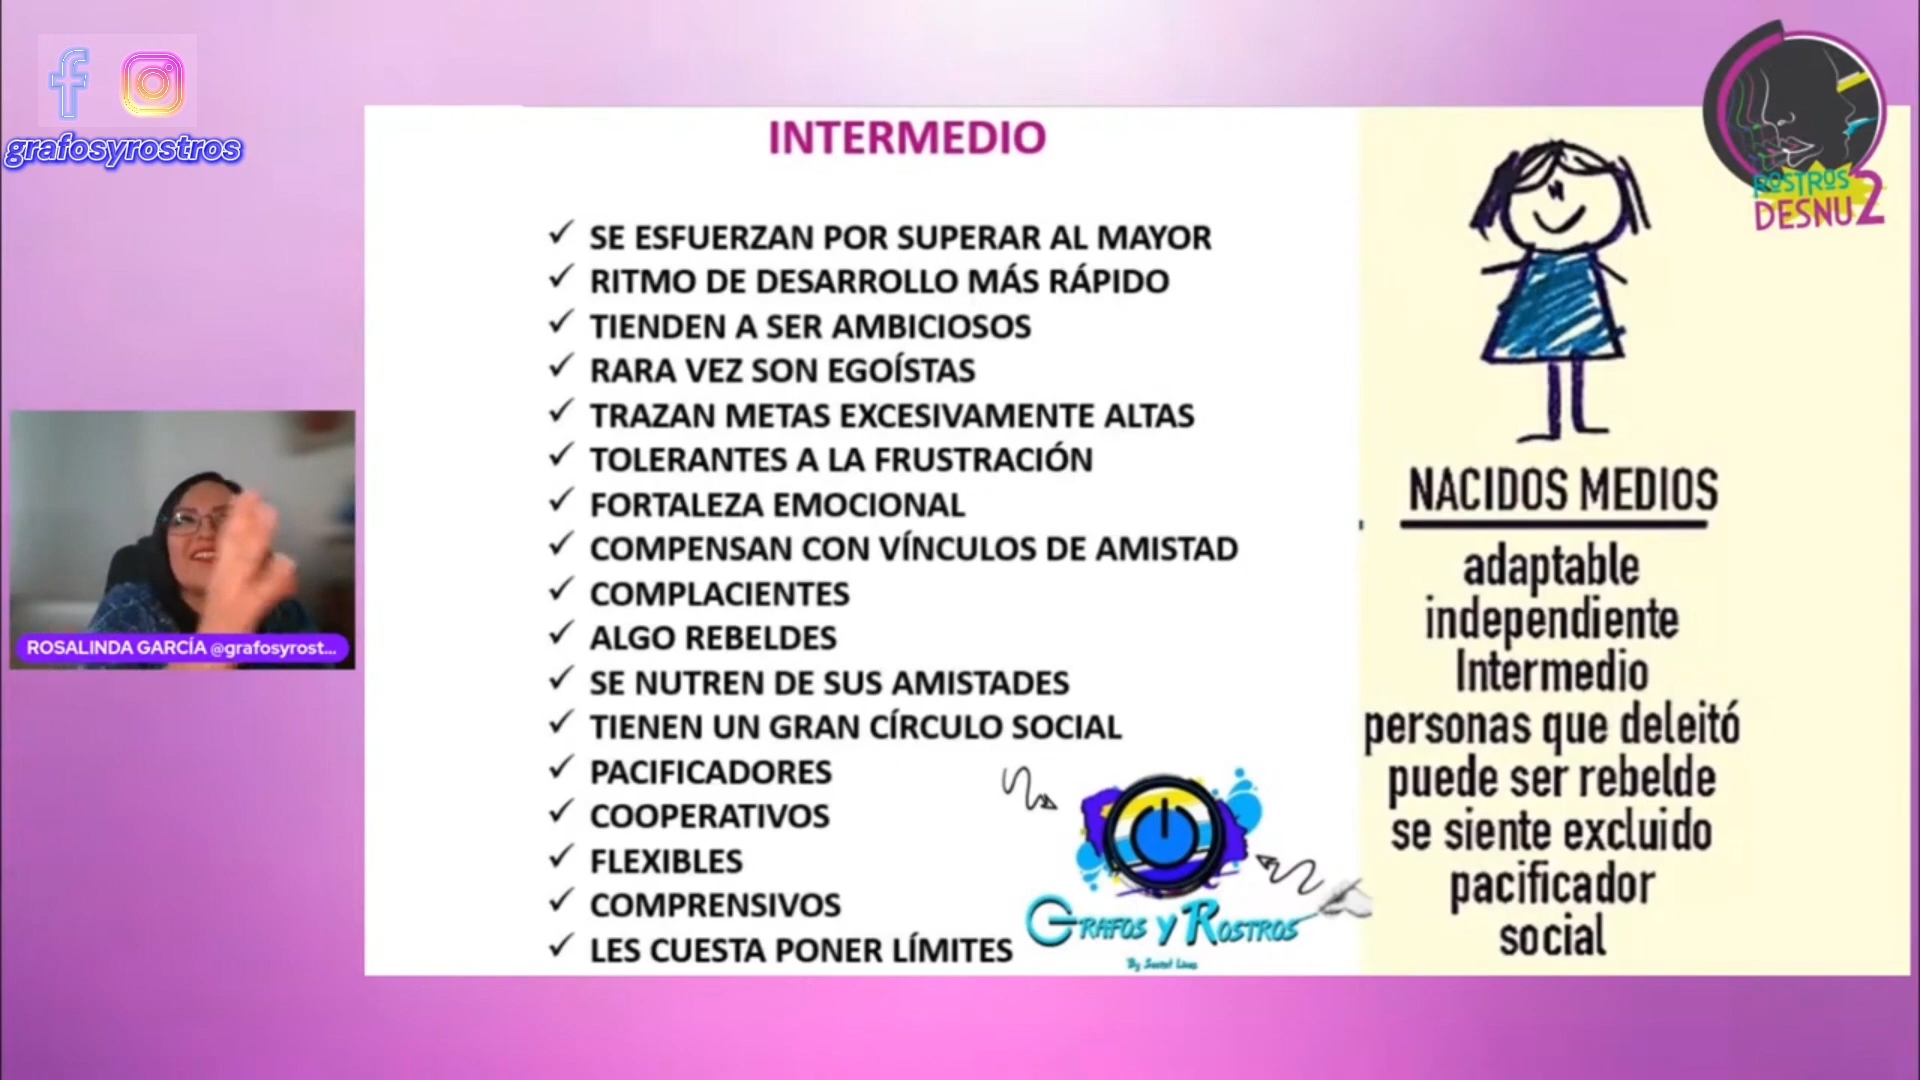 grafosyrostros
ROSTROS
DESNU2
INTERMEDIO
SE ESFUERZAN POR SUPERAR AL MAYOR
RITMO DE DESARROLLO MÁS RÁPIDO
TIENDEN A SER AMBICIOSOS
RARA VEZ SON EGOÍSTAS
TRAZAN METAS EXCESIVAMENTE ALTAS
TOLERANTES A LA FRUSTRACIÓN
FORTALEZA EMOCIONAL
COMPENSAN CON VÍNCULOS DE AMISTAD
COMPLACIENTES
ALGO REBELDES
SE NUTREN DE SUS AMISTADES
TIENEN UN GRAN CÍRCULO SOCIAL
PACIFICADORES
COOPERATIVOS
FLEXIBLES
COMPRENSIVOS
LES CUESTA PONER LÍMITES
GRAFOS Y ROSTROS
By Secret Lines
NACIDOS MEDIOS
adaptable
independiente
Intermedio
personas que deleitó
puede ser rebelde
se siente excluido
pacificador
social
ROSALINDA GARCÍA @grafosyrost...